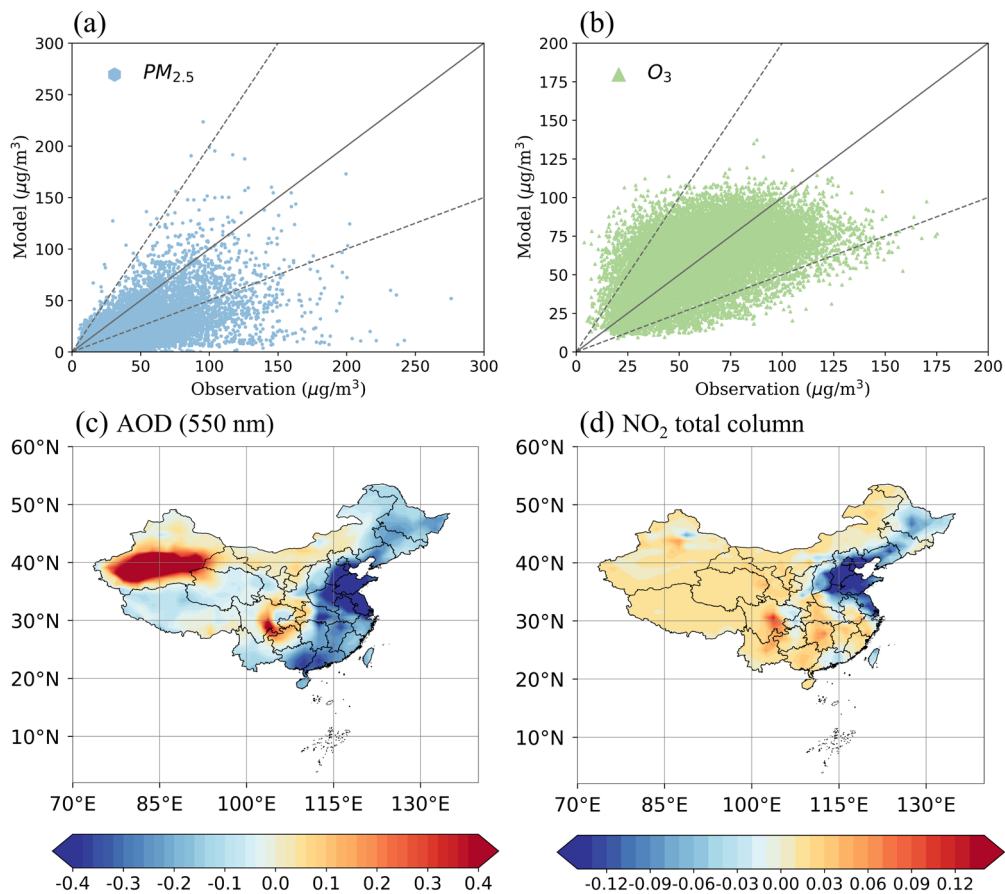 (a)
(b)
300
250
200
150
100
50
0
Model (μg/m³)
PM2.5
0
50
100
150
200
250
300
Observation (μg/m³)
200
175
150
125
100
75
50
25
0
Model (μg/m³)
O3
0
25
50
75
100
125
150
175
200
Observation (μg/m³)
(c) AOD (550 nm)
60°N
50°N
40°N
30°N
20°N
10°N
70°E
85°E
100°E
115°E
130°E
-0.4
-0.3
-0.2
-0.1
0.0
0.1
0.2
0.3
0.4
(d) NO2 total column
60°N
50°N
40°N
30°N
20°N
10°N
70°E
85°E
100°E
115°E
130°E
-0.12
-0.09
-0.06
-0.03
0.00
0.03
0.06
0.09
0.12